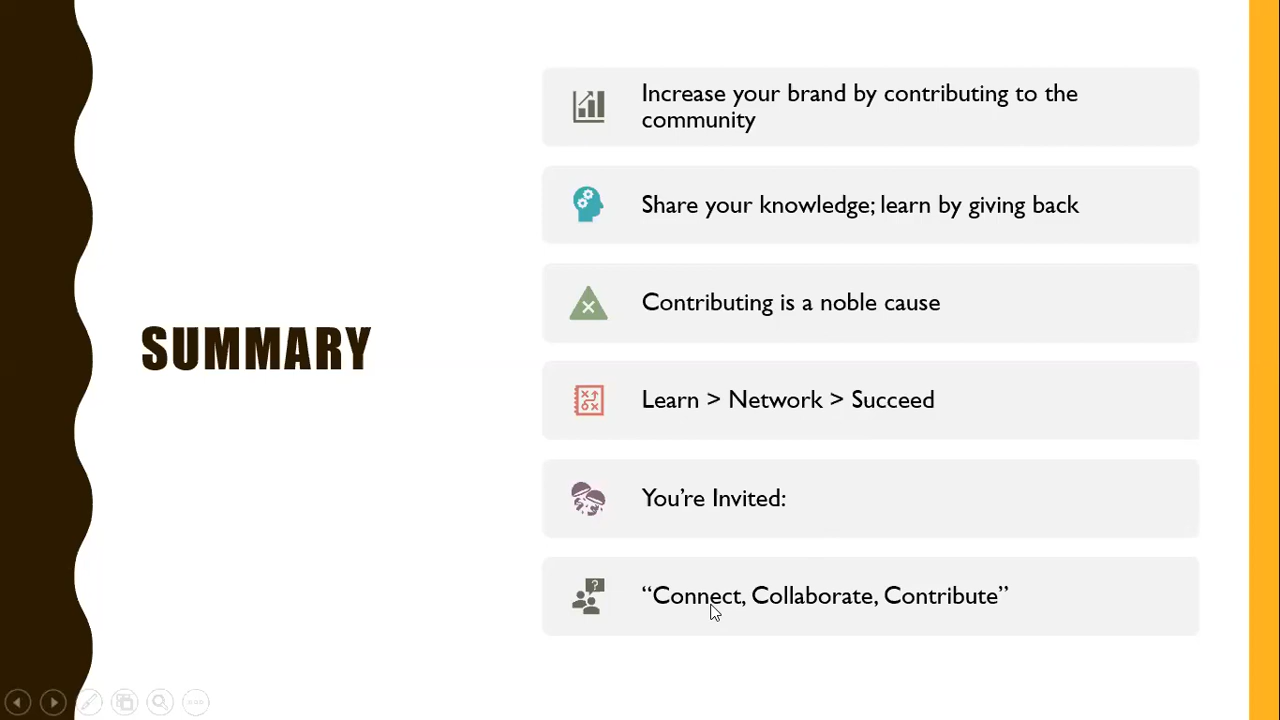 SUMMARY
Increase your brand by contributing to the
community
Share your knowledge; learn by giving back
Contributing is a noble cause
Learn > Network > Succeed
You’re Invited:
“Connect, Collaborate, Contribute”